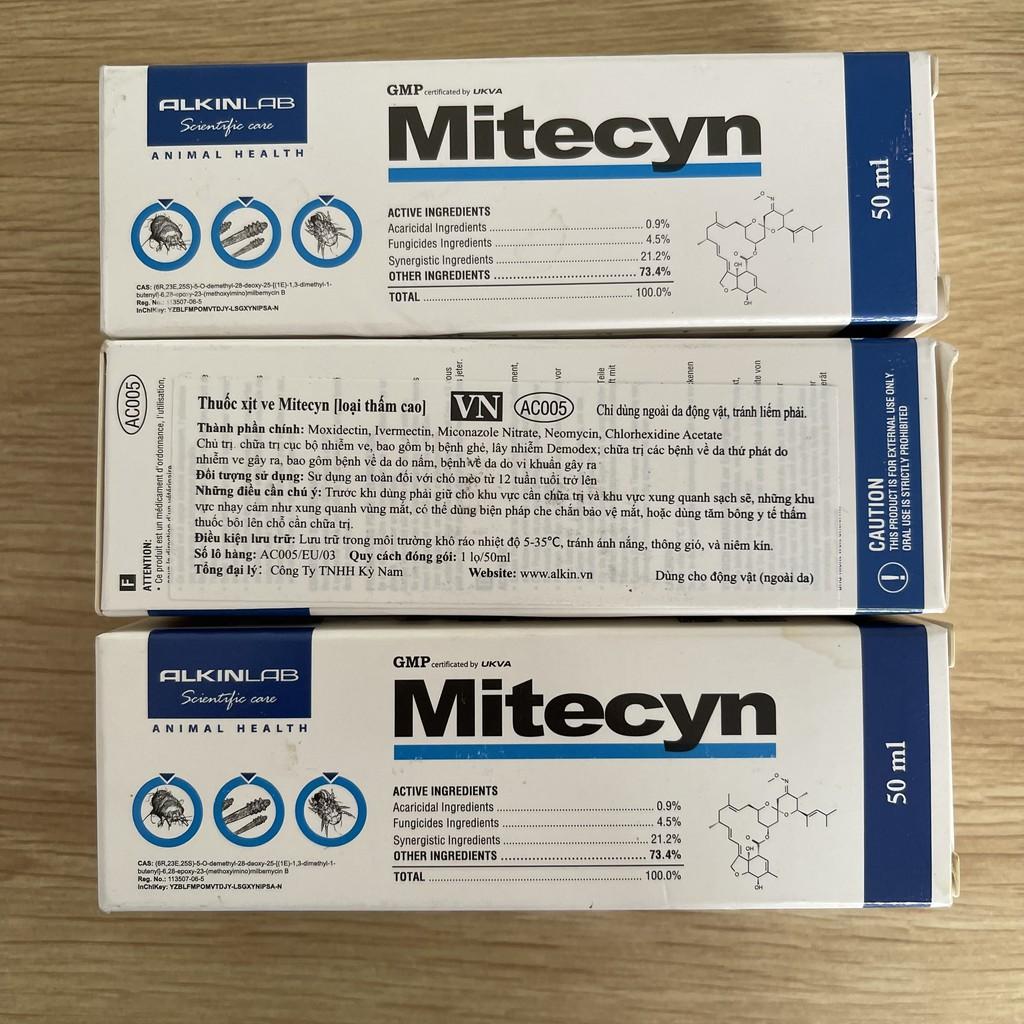 ALKINLAB
Scientific care
ANIMAL HEALTH
GMP certificated by UKVA
Mitecyn
ACTIVE INGREDIENTS
Acaricidal Ingredients 0.9%
Fungicides Ingredients 4.5%
Synergistic Ingredients 21.2%
OTHER INGREDIENTS 73.4%
TOTAL 100.0%
CAS: (6R,23E,25S)-5-O-demethyl-28-deoxy-25-[(1E)-1,3-dimethyl-1-
butenyl]-6,28-epoxy-23-(methoxyimino)milbemycin B
Reg. No.: 113507-06-5
InChIKey: YZBLFMPOMVTDJY-LSGXYNIPSA-N
50 ml
AC005
F
ATTENTION:
• Ce produit est un médicament d'ordonnance, l'utilisation,
Thuốc xịt ve Mitecyn [loại thẩm cao] VN AC005 Chỉ dùng ngoài da động vật, tránh liếm phải.
Thành phần chính: Moxidectin, Ivermectin, Miconazole Nitrate, Neomycin, Chlorhexidine Acetate
Chủ trị: chữa trị cục bộ nhiễm ve, bao gồm bị bệnh ghẻ, lây nhiễm Demodex; chữa trị các bệnh về da thứ phát do
nhiễm ve gây ra, bao gồm bệnh về da do nấm, bệnh về da do vi khuẩn gây ra
Đối tượng sử dụng: Sử dụng an toàn đối với chó mèo từ 12 tuần tuổi trở lên
Những điều cần chú ý: Trước khi dùng phải giữ cho khu vực cần chữa trị và khu vực xung quanh sạch sẽ, những khu
vực nhạy cảm như xung quanh vùng mắt, có thể dùng biện pháp che chắn bảo vệ mắt, hoặc dùng tăm bông y tế thấm
thuốc bôi lên chỗ cần chữa trị.
Điều kiện lưu trữ: Lưu trữ trong môi trường khô ráo nhiệt độ 5-35°C, tránh ánh nắng, thông gió, và niêm kín.
Số lô hàng: AC005/EU/03 Quy cách đóng gói: 1 lọ/50ml
Tổng đại lý: Công Ty TNHH Kỳ Nam Website: www.alkin.vn Dùng cho động vật (ngoài da)
CAUTION
THIS PRODUCT IS FOR EXTERNAL USE ONLY
ORAL USE IS STRICTLY PROHIBITED
ALKINLAB
Scientific care
ANIMAL HEALTH
GMP certificated by UKVA
Mitecyn
ACTIVE INGREDIENTS
Acaricidal Ingredients 0.9%
Fungicides Ingredients 4.5%
Synergistic Ingredients 21.2%
OTHER INGREDIENTS 73.4%
TOTAL 100.0%
CAS: (6R,23E,25S)-5-O-demethyl-28-deoxy-25-[(1E)-1,3-dimethyl-1-
butenyl]-6,28-epoxy-23-(methoxyimino)milbemycin B
Reg. No.: 113507-06-5
InChIKey: YZBLFMPOMVTDJY-LSGXYNIPSA-N
50 ml